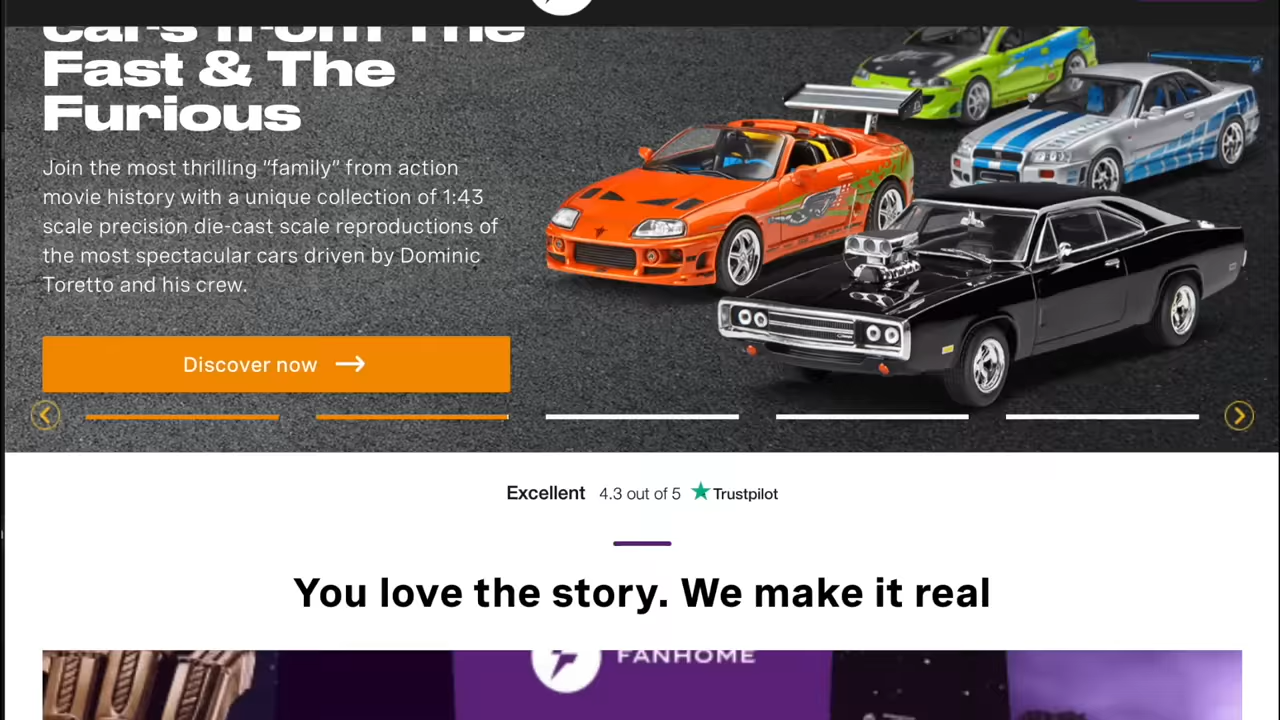 Cars from The
Fast & The
Furious
Join the most thrilling "family" from action
movie history with a unique collection of 1:43
scale precision die-cast scale reproductions of
the most spectacular cars driven by Dominic
Toretto and his crew.
Discover now
Excellent 4.3 out of 5 Trustpilot
You love the story. We make it real
FANHOME